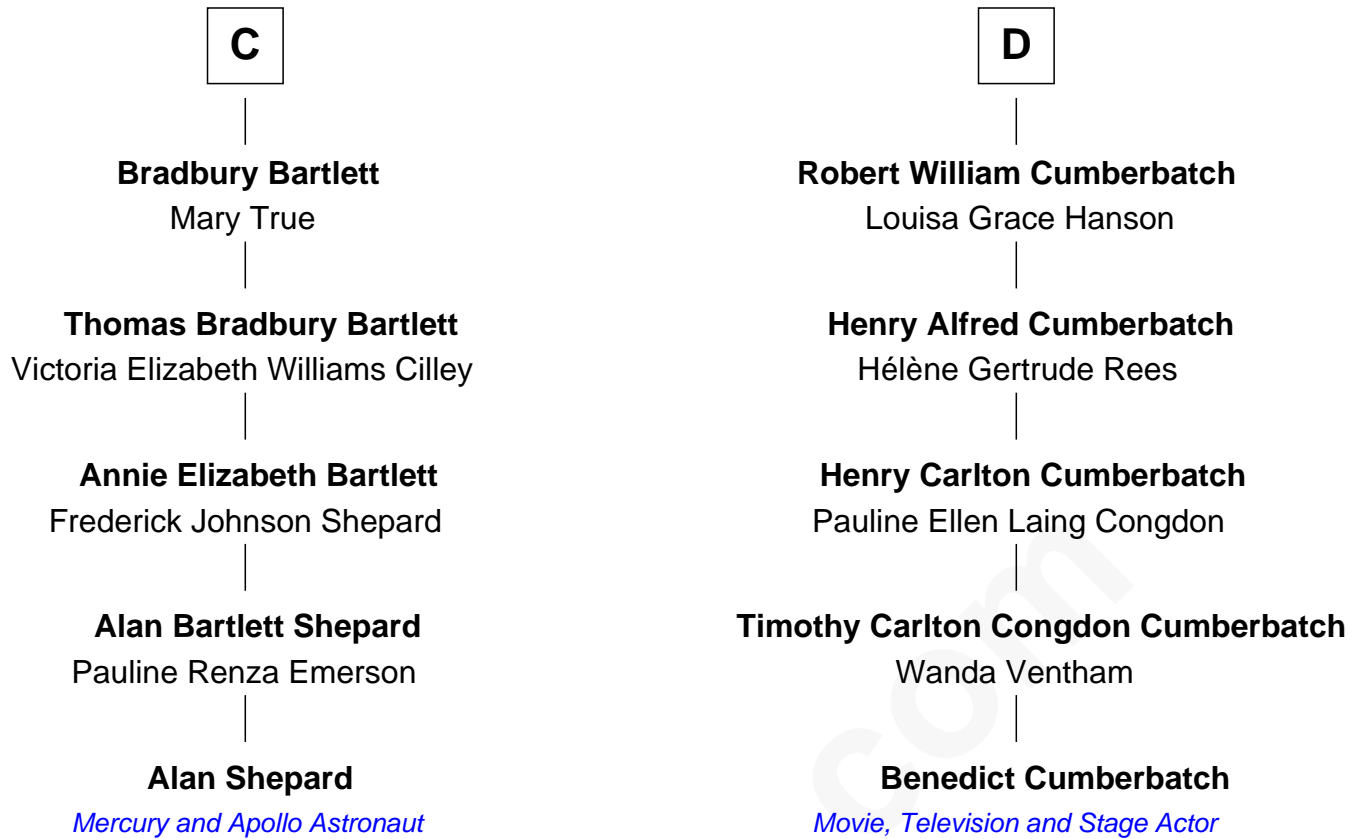 C
Bradbury Bartlett
Mary True
Thomas Bradbury Bartlett
Victoria Elizabeth Williams Cilley
Annie Elizabeth Bartlett
Frederick Johnson Shepard
Alan Bartlett Shepard
Pauline Renza Emerson
Alan Shepard
Mercury and Apollo Astronaut
D
Robert William Cumberbatch
Louisa Grace Hanson
Henry Alfred Cumberbatch
Hélène Gertrude Rees
Henry Carlton Cumberbatch
Pauline Ellen Laing Congdon
Timothy Carlton Congdon Cumberbatch
Wanda Ventham
Benedict Cumberbatch
Movie, Television and Stage Actor
com